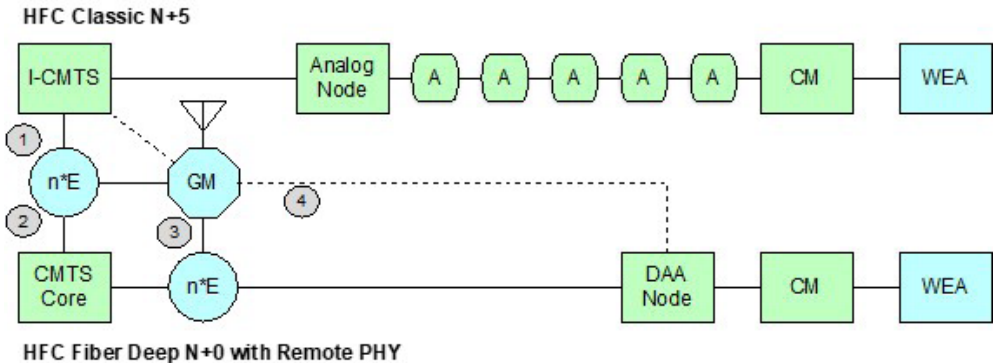 HFC Classic N+5
I-CMTS
Analog
Node
A
A
A
A
A
CM
WEA
1
n*E
GM
4
2
3
CMTS
Core
n*E
DAA
Node
CM
WEA
HFC Fiber Deep N+0 with Remote PHY